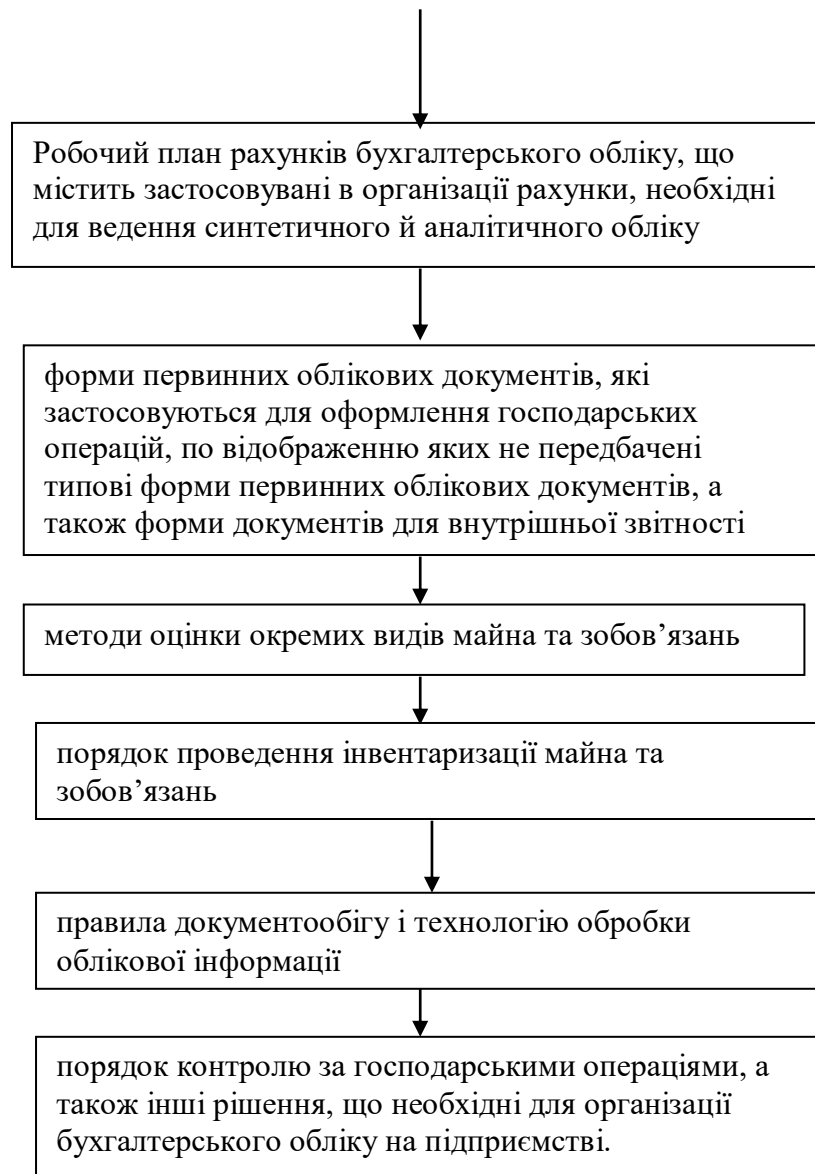 Робочий план рахунків бухгалтерського обліку, що
містить застосовувані в організації рахунки, необхідні
для ведення синтетичного й аналітичного обліку
форми первинних облікових документів, які
застосовуються для оформлення господарських
операцій, по відображенню яких не передбачені
типові форми первинних облікових документів, а
також форми документів для внутрішньої звітності
методи оцінки окремих видів майна та зобов’язань
порядок проведення інвентаризації майна та
зобов’язань
правила документообігу і технологію обробки
облікової інформації
порядок контролю за господарськими операціями, а
також інші рішення, що необхідні для організації
бухгалтерського обліку на підприємстві.